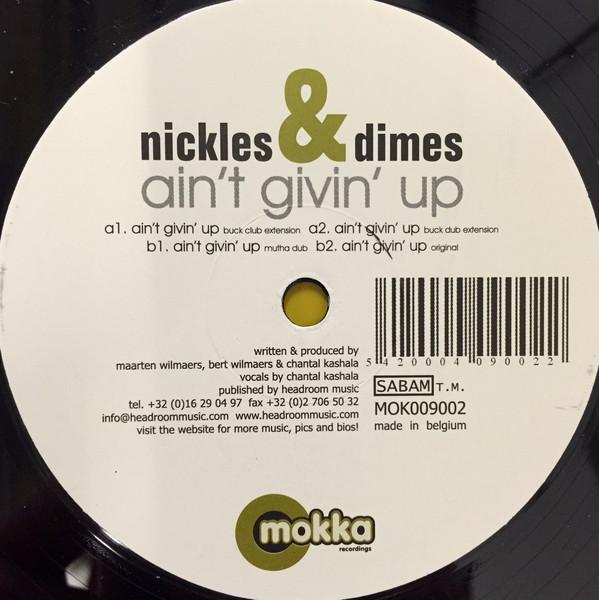 nickles & dimes
ain't givin' up
a1. ain't givin' up buck club extension a2. ain't givin' up buck dub extension
b1. ain't givin' up mutha dub b2. ain't givin' up original
written & produced by
maarten wilmaers, bert wilmaers & chantal kashala
vocals by chantal kashala
published by headroom music
tel. +32 (0)16 29 04 97 fax +32 (0)2 706 50 32
info@headroommusic.com www.headroommusic.com
visit the website for more music, pics and bios!
5 420004 090022
SABAM T.M.
MOK009002
made in belgium
mokka
recordings